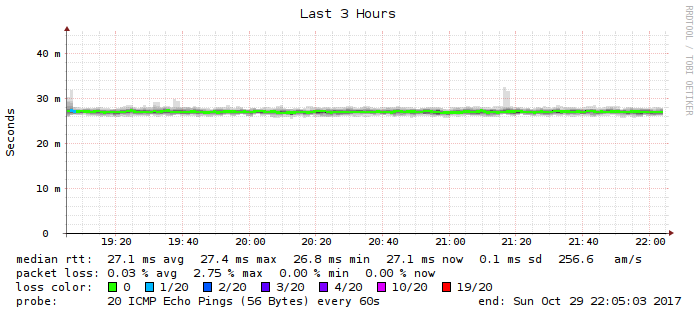 Last 3 Hours
RRDTOOL / TOBI OETIKER
Seconds
40 m
30 m
20 m
10 m
0
19:20 19:40 20:00 20:20 20:40 21:00 21:20 21:40 22:00
median rtt: 27.1 ms avg 27.4 ms max 26.8 ms min 27.1 ms now 0.1 ms sd 256.6 am/s
packet loss: 0.03 % avg 2.75 % max 0.00 % min 0.00 % now
loss color: 0 1/20 2/20 3/20 4/20 10/20 19/20
probe: 20 ICMP Echo Pings (56 Bytes) every 60s end: Sun Oct 29 22:05:03 2017